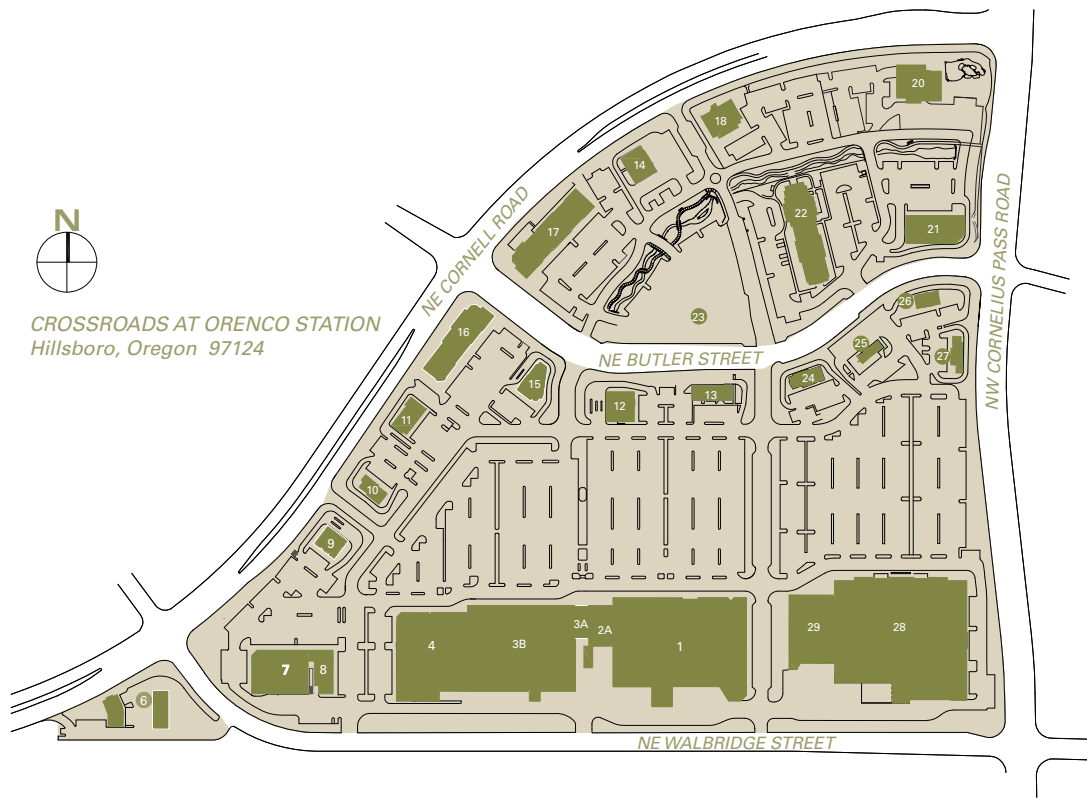 20
18
14
NW CORNELIUS PASS ROAD
22
N
17
21
NE CORNELL ROAD
26
CROSSROADS AT ORENCO STATION
Hillsboro, Oregon 97124
23
16
25
NE BUTLER STREET
27
24
15
13
12
11
10
9
3A
2A
4
3B
1
29
28
7
8
6
NE WALBRIDGE STREET